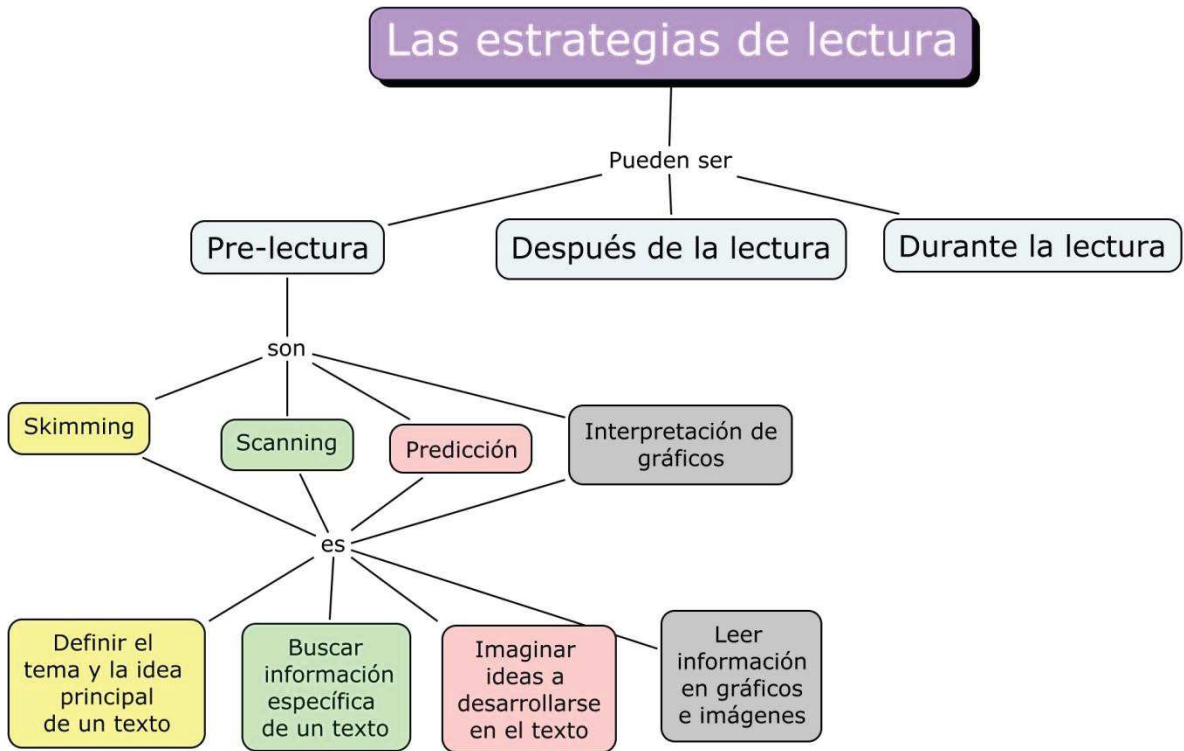 Las estrategias de lectura
Pueden ser
Pre-lectura
Después de la lectura
Durante la lectura
son
Skimming
Scanning
Predicción
Interpretación de
gráficos
es
Definir el
tema y la idea
principal
de un texto
Buscar
información
específica
de un texto
Imaginar
ideas a
desarrollarse
en el texto
Leer
información
en gráficos
e imágenes